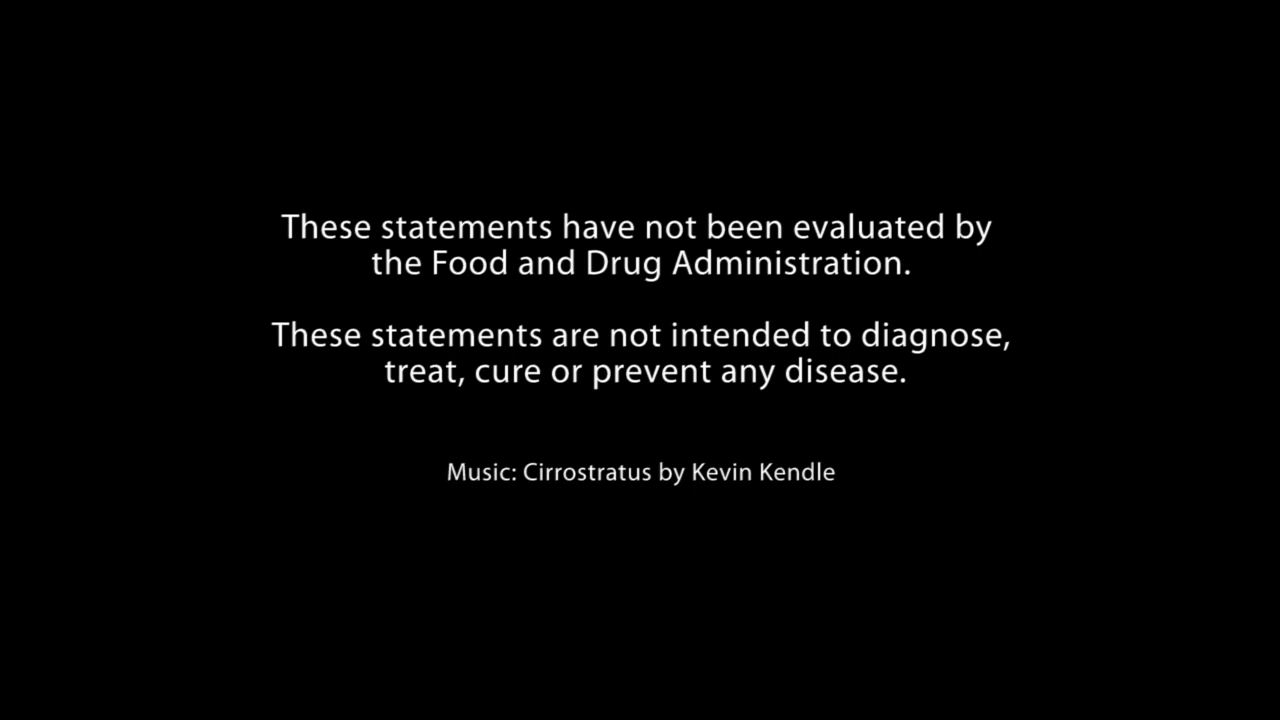 These statements have not been evaluated by
the Food and Drug Administration.
These statements are not intended to diagnose,
treat, cure or prevent any disease.
Music: Cirrostratus by Kevin Kendle